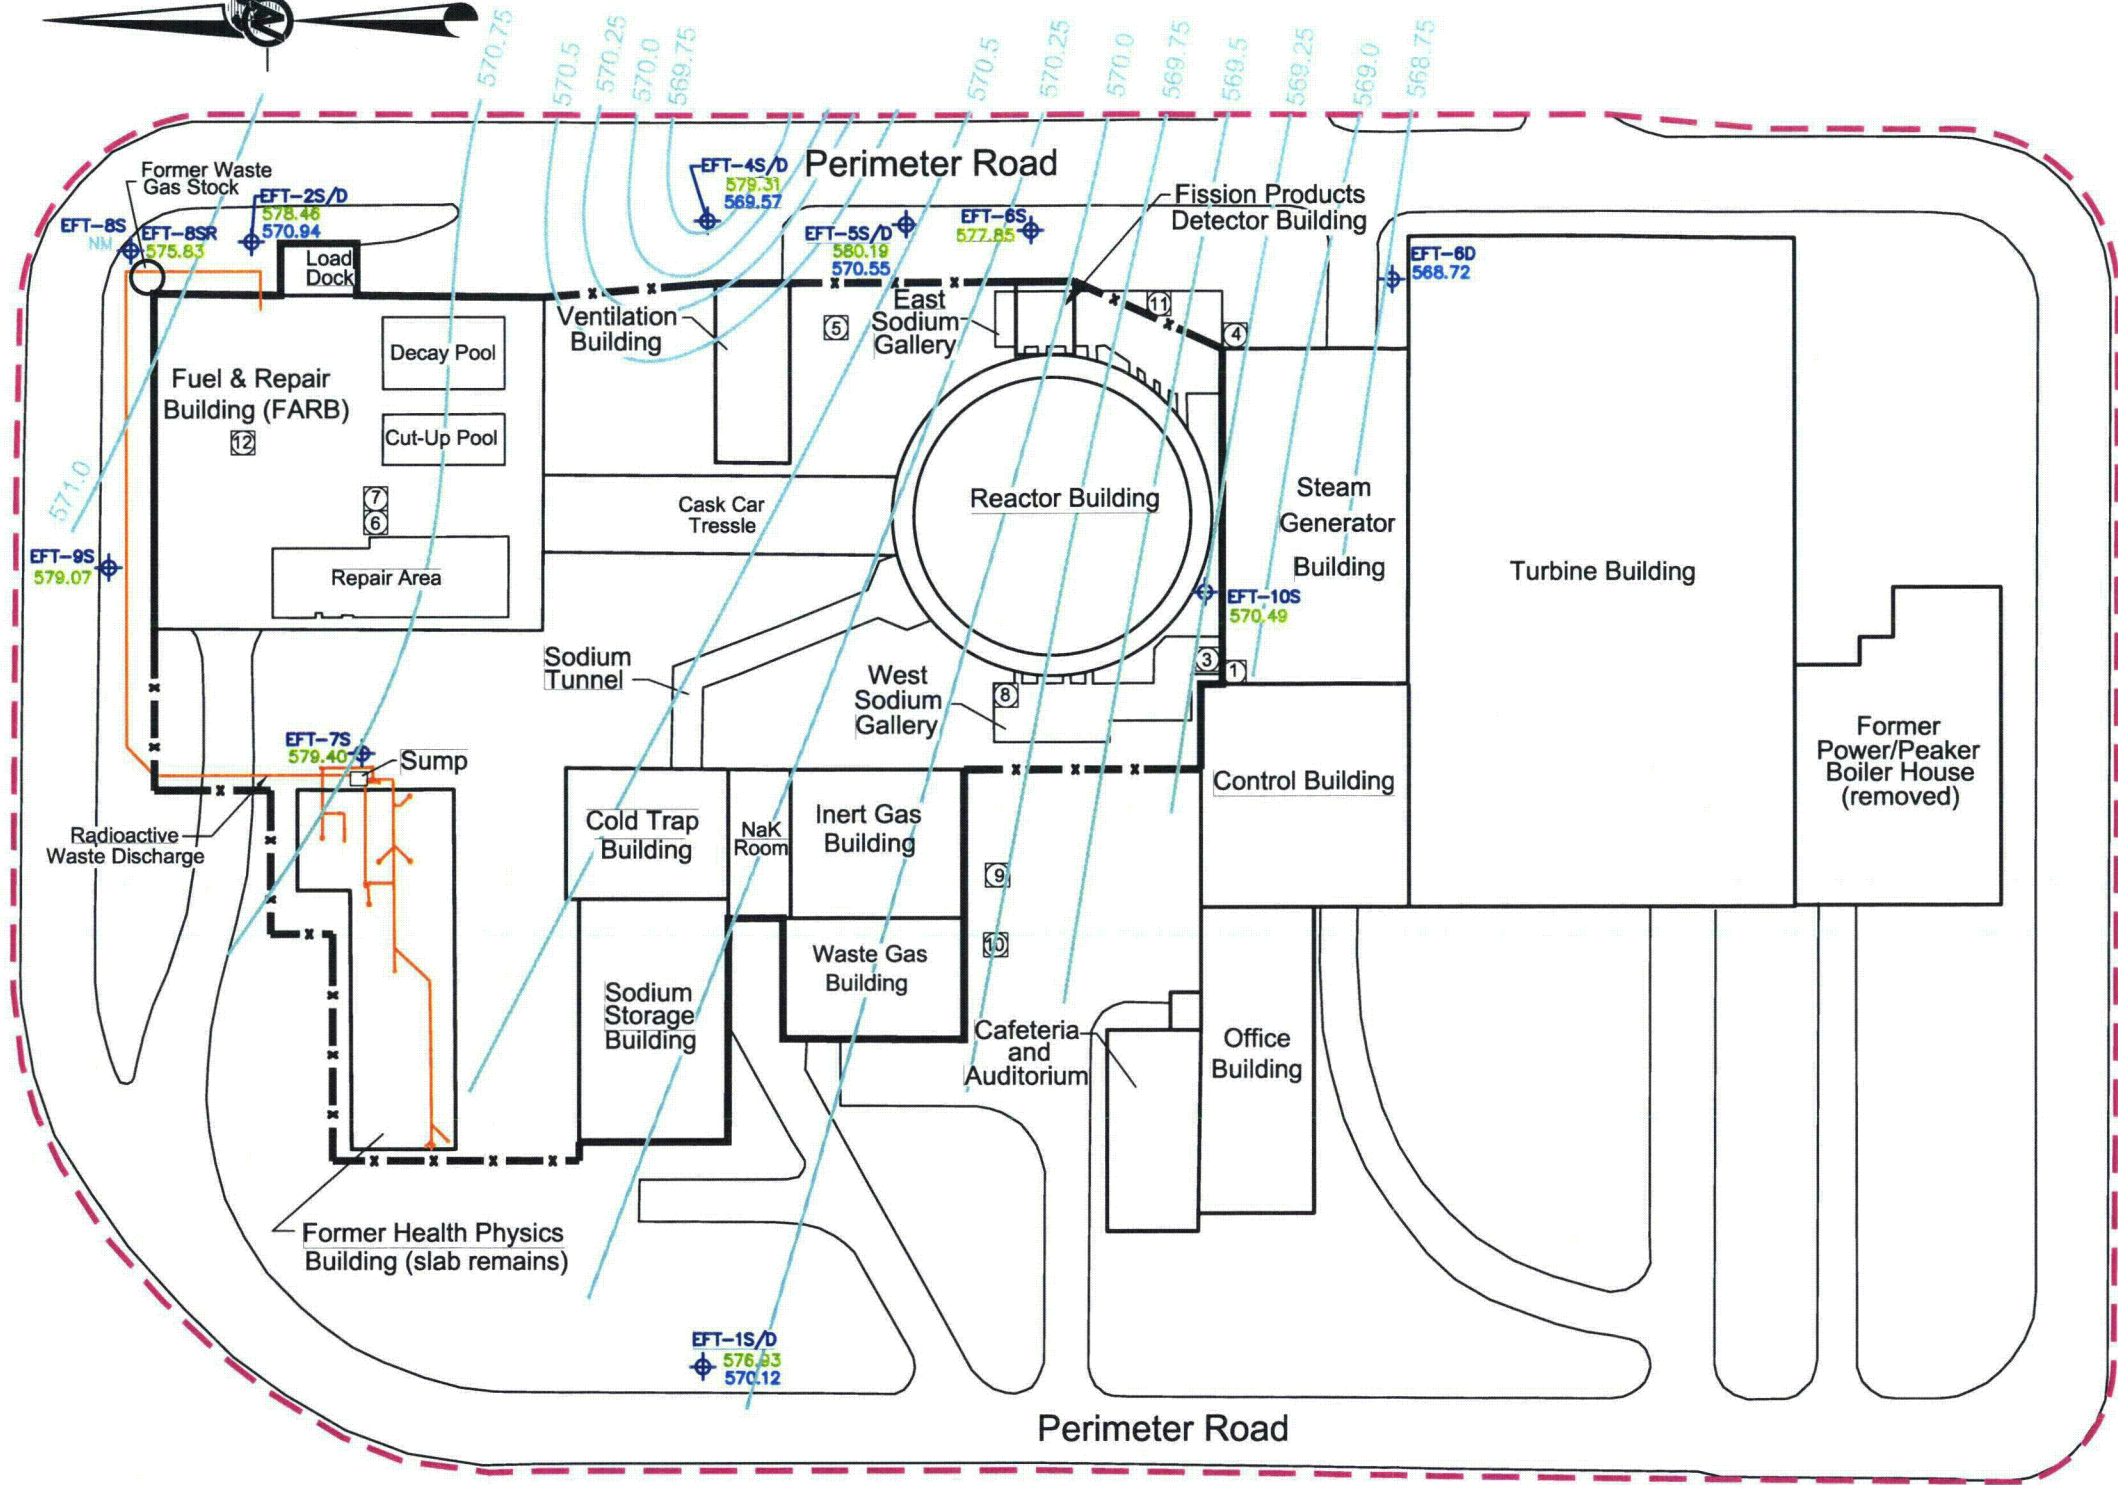 N
570.75
570.5
570.25
570.0
569.75
570.5
570.25
570.0
569.75
569.5
569.25
569.0
568.75
Former Waste
Gas Stock
EFT-2S/D
578.46
570.94
EFT-8S
NM
EFT-8SR
575.83
Load
Dock
EFT-4S/D
579.31
569.57
Perimeter Road
EFT-5S/D
580.19
570.55
EFT-6S
577.85
Fission Products
Detector Building
EFT-6D
568.72
Ventilation
Building
5
East
Sodium
Gallery
11
4
Decay Pool
Fuel & Repair
Building (FARB)
12
Cut-Up Pool
571.0
7
6
Cask Car
Tressle
Reactor Building
Steam
Generator
Building
Turbine Building
EFT-9S
579.07
Repair Area
EFT-10S
570.49
Sodium
Tunnel
West
Sodium
Gallery
8
3
1
EFT-7S
579.40
Sump
Control Building
Former
Power/Peaker
Boiler House
(removed)
Radioactive
Waste Discharge
Cold Trap
Building
NaK
Room
Inert Gas
Building
9
10
Waste Gas
Building
Sodium
Storage
Building
Cafeteria
and
Auditorium
Office
Building
Former Health Physics
Building (slab remains)
EFT-1S/D
576.93
570.12
Perimeter Road